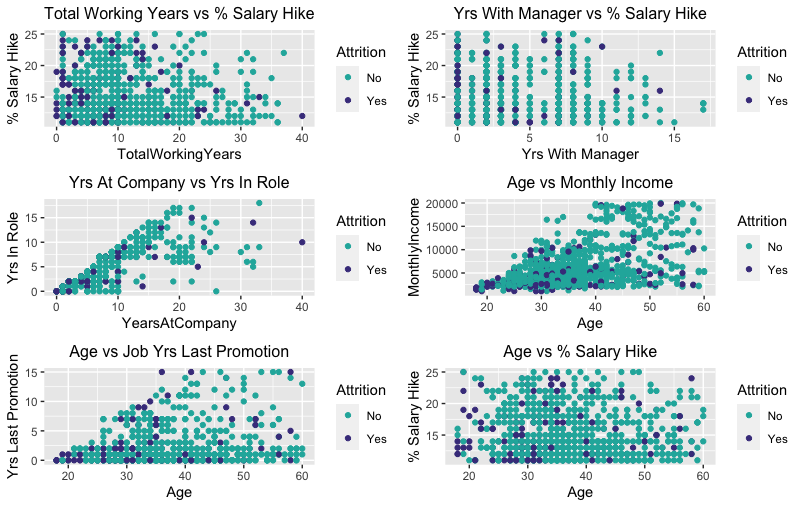 Total Working Years vs % Salary Hike
% Salary Hike
25
20
15
0
10
20
30
40
TotalWorkingYears
Attrition
No
Yes
Yrs With Manager vs % Salary Hike
% Salary Hike
25
20
15
0
5
10
15
Yrs With Manager
Attrition
No
Yes
Yrs At Company vs Yrs In Role
Yrs In Role
15
10
5
0
0
10
20
30
40
YearsAtCompany
Attrition
No
Yes
Age vs Monthly Income
MonthlyIncome
20000
15000
10000
5000
20
30
40
50
60
Age
Attrition
No
Yes
Age vs Job Yrs Last Promotion
Yrs Last Promotion
15
10
5
0
20
30
40
50
60
Age
Attrition
No
Yes
Age vs % Salary Hike
% Salary Hike
25
20
15
20
30
40
50
60
Age
Attrition
No
Yes